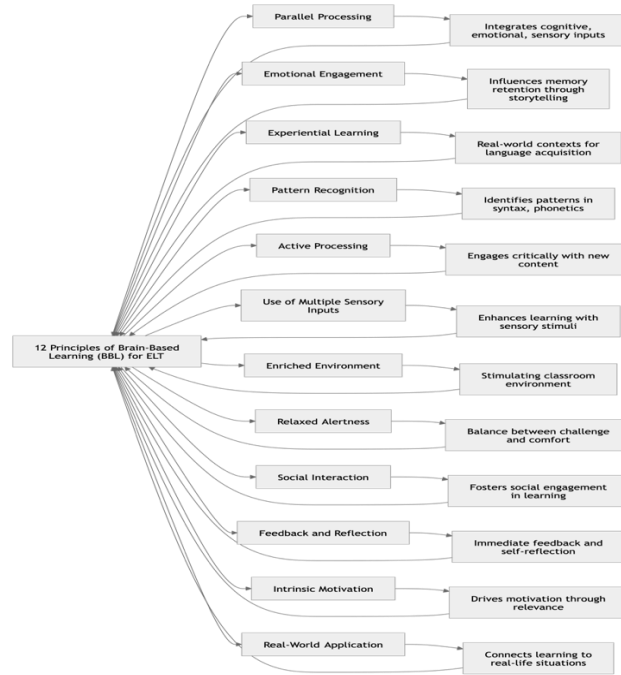 Parallel Processing
Integrates cognitive,
emotional, sensory inputs
Emotional Engagement
Influences memory
retention through
storytelling
Experiential Learning
Real-world contexts for
language acquisition
Pattern Recognition
Identifies patterns in
syntax, phonetics
Active Processing
Engages critically with new
content
Use of Multiple Sensory
Inputs
Enhances learning with
sensory stimuli
12 Principles of Brain-Based
Learning (BBL) for ELT
Enriched Environment
Stimulating classroom
environment
Relaxed Alertness
Balance between challenge
and comfort
Social Interaction
Fosters social engagement
in learning
Feedback and Reflection
Immediate feedback and
self-reflection
Intrinsic Motivation
Drives motivation through
relevance
Real-World Application
Connects learning to
real-life situations